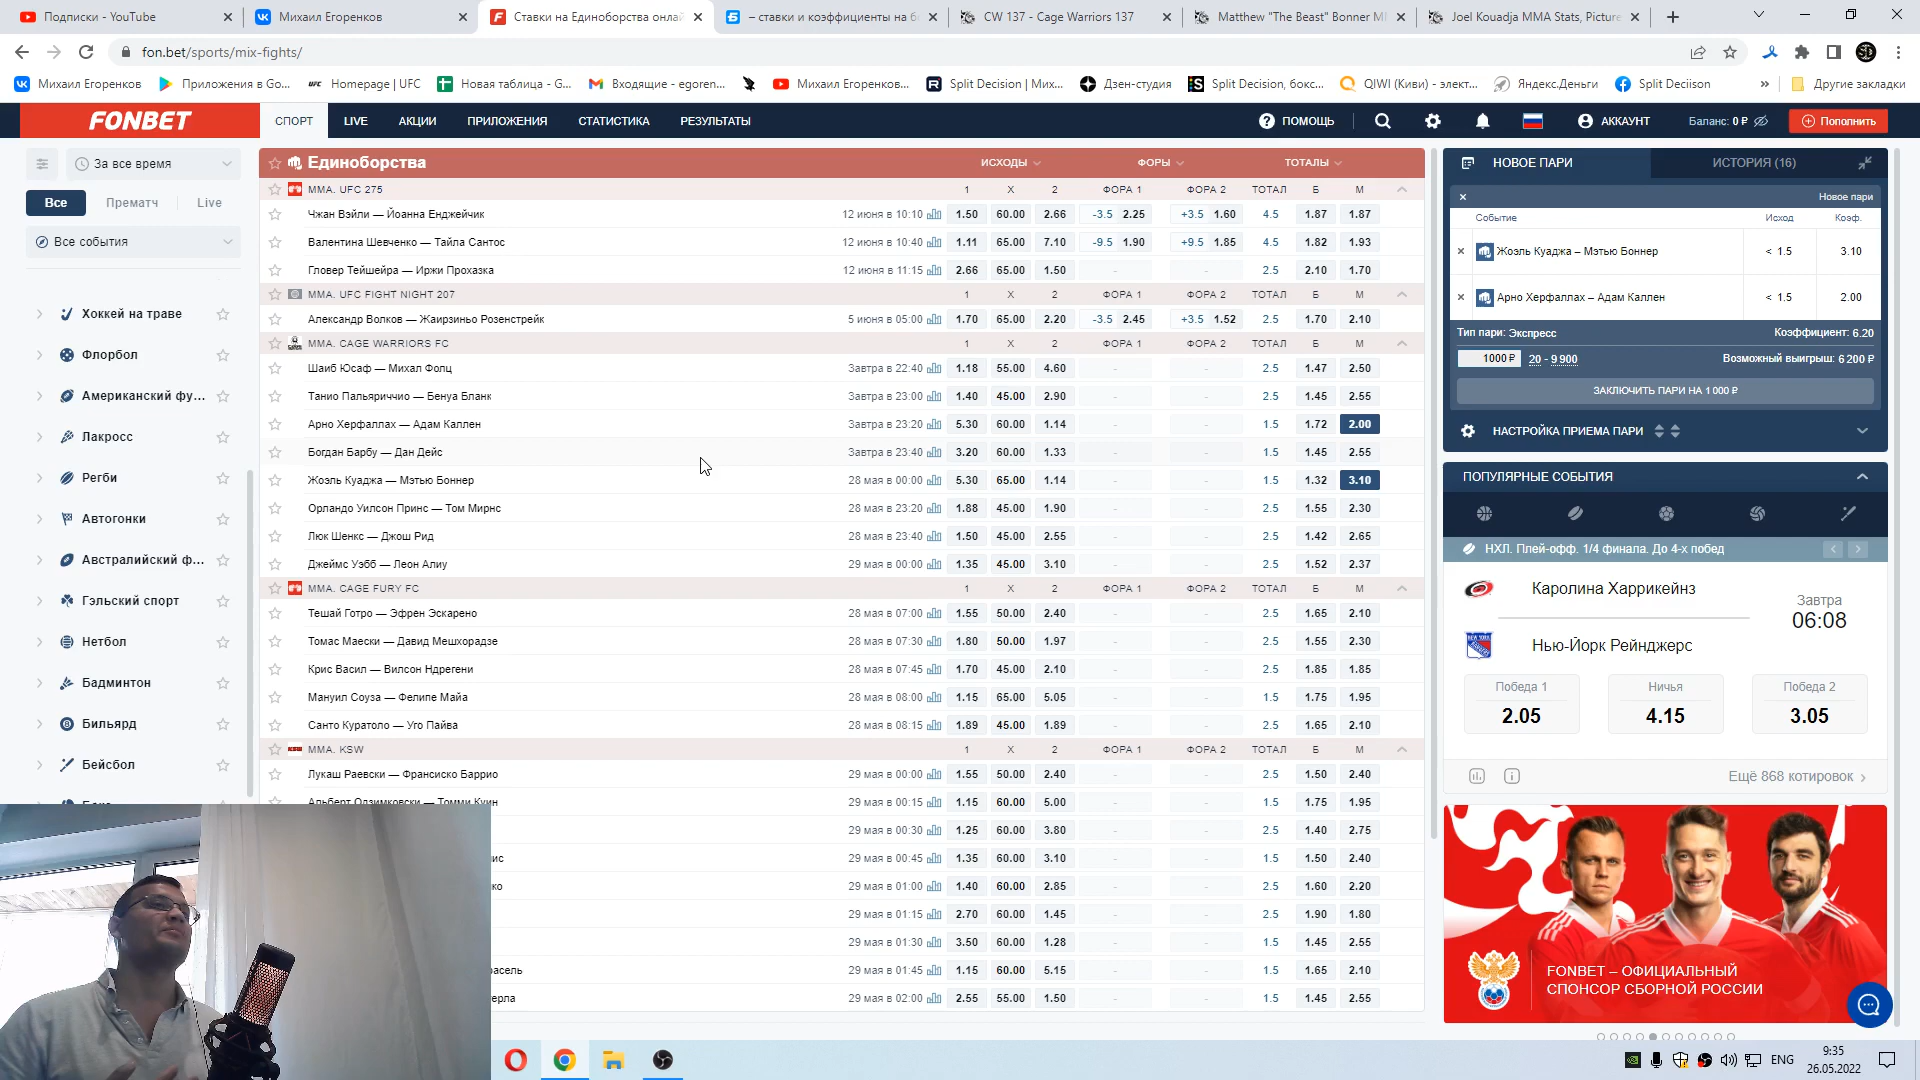 Подписки - YouTube
Михаил Егоренков
Ставки на Единоборства онлай
– ставки и коэффициенты на б
CW 137 - Cage Warriors 137
Matthew "The Beast" Bonner M
Joel Kouadja MMA Stats, Picture
fon.bet/sports/mix-fights/
Михаил Егоренков
Приложения в Go...
Homepage | UFC
Новая таблица - G...
Входящие - egoren...
Михаил Егоренков...
Split Decision | Мих...
Дзен-студия
Split Decision, бокс...
QIWI (Киви) - элект...
Яндекс.Деньги
Split Deciison
»
Другие закладки
FONBET
СПОРТ LIVE АКЦИИ ПРИЛОЖЕНИЯ СТАТИСТИКА РЕЗУЛЬТАТЫ
ПОМОЩЬ
АККАУНТ
Баланс: 0 ₽
Пополнить
За все время
Все Прематч Live
Все события
Хоккей на траве
Флорбол
Американский фу...
Лакросс
Регби
Автогонки
Австралийский ф...
Гэльский спорт
Нетбол
Бадминтон
Бильярд
Бейсбол
Единоборства ИСХОДЫ ФОРЫ ТОТАЛЫ
MMA. UFC 275 1 X 2 ФОРА 1 ФОРА 2 ТОТАЛ Б М
Чжан Вэйли — Йоанна Енджейчик 12 июня в 10:10 1.50 60.00 2.66 -3.5 2.25 +3.5 1.60 4.5 1.87 1.87
Валентина Шевченко — Тайла Сантос 12 июня в 10:40 1.11 65.00 7.10 -9.5 1.90 +9.5 1.85 4.5 1.82 1.93
Гловер Тейшейра — Иржи Прохазка 12 июня в 11:15 2.66 65.00 1.50 - - 2.5 2.10 1.70
MMA. UFC FIGHT NIGHT 207 1 X 2 ФОРА 1 ФОРА 2 ТОТАЛ Б М
Александр Волков — Жаирзиньо Розенстрейк 5 июня в 05:00 1.70 65.00 2.20 -3.5 2.45 +3.5 1.52 2.5 1.70 2.10
MMA. CAGE WARRIORS FC 1 X 2 ФОРА 1 ФОРА 2 ТОТАЛ Б М
Шаиб Юсаф — Михал Фолц Завтра в 22:40 1.18 55.00 4.60 - - 2.5 1.47 2.50
Танио Пальяриччио — Бенуа Бланк Завтра в 23:00 1.40 45.00 2.90 - - 2.5 1.45 2.55
Арно Херфаллах — Адам Каллен Завтра в 23:20 5.30 60.00 1.14 - - 1.5 1.72 2.00
Богдан Барбу — Дан Дейс Завтра в 23:40 3.20 60.00 1.33 - - 1.5 1.45 2.55
Жоэль Куаджа — Мэтью Боннер 28 мая в 00:00 5.30 65.00 1.14 - - 1.5 1.32 3.10
Орландо Уилсон Принс — Том Мирнс 28 мая в 23:20 1.88 45.00 1.90 - - 2.5 1.55 2.30
Люк Шенкс — Джош Рид 28 мая в 23:40 1.50 45.00 2.55 - - 2.5 1.42 2.65
Джеймс Уэбб — Леон Алиу 29 мая в 00:00 1.35 45.00 3.10 - - 2.5 1.52 2.37
MMA. CAGE FURY FC 1 X 2 ФОРА 1 ФОРА 2 ТОТАЛ Б М
Тешай Готро — Эфрен Эскарено 28 мая в 07:00 1.55 50.00 2.40 - - 2.5 1.65 2.10
Томас Маески — Давид Мешхорадзе 28 мая в 07:30 1.80 50.00 1.97 - - 2.5 1.55 2.30
Крис Васил — Вилсон Ндрегени 28 мая в 07:45 1.70 45.00 2.10 - - 2.5 1.85 1.85
Мануил Соуза — Фелипе Майа 28 мая в 08:00 1.15 65.00 5.05 - - 1.5 1.75 1.95
Санто Куратоло — Уго Пайва 28 мая в 08:15 1.89 45.00 1.89 - - 2.5 1.65 2.10
MMA. KSW 1 X 2 ФОРА 1 ФОРА 2 ТОТАЛ Б М
Лукаш Раевски — Франсиско Баррио 29 мая в 00:00 1.55 50.00 2.40 - - 2.5 1.50 2.40
Альберт Одзимковски — Томми Куин 29 мая в 00:15 1.15 60.00 5.00 - - 1.5 1.75 1.95
29 мая в 00:30 1.25 60.00 3.80 - - 2.5 1.40 2.75
ис 29 мая в 00:45 1.35 60.00 3.10 - - 1.5 1.50 2.40
ко 29 мая в 01:00 1.40 60.00 2.85 - - 2.5 1.60 2.20
29 мая в 01:15 2.70 60.00 1.45 - - 2.5 1.90 1.80
29 мая в 01:30 3.50 60.00 1.28 - - 1.5 1.45 2.55
расель 29 мая в 01:45 1.15 60.00 5.15 - - 1.5 1.65 2.10
терла 29 мая в 02:00 2.55 55.00 1.50 - - 1.5 1.45 2.55
НОВОЕ ПАРИ ИСТОРИЯ (16)
Новое пари
Событие Исход Коэф.
Жоэль Куаджа – Мэтью Боннер < 1.5 3.10
Арно Херфаллах – Адам Каллен < 1.5 2.00
Тип пари: Экспресс Коэффициент: 6.20
1000 ₽ 20 - 9 900 Возможный выигрыш: 6 200 ₽
ЗАКЛЮЧИТЬ ПАРИ НА 1 000 ₽
НАСТРОЙКА ПРИЕМА ПАРИ
ПОПУЛЯРНЫЕ СОБЫТИЯ
НХЛ. Плей-офф. 1/4 финала. До 4-х побед
Каролина Харрикейнз
Завтра
06:08
Нью-Йорк Рейнджерс
Победа 1 Ничья Победа 2
2.05 4.15 3.05
Ещё 868 котировок
FONBET – ОФИЦИАЛЬНЫЙ
СПОНСОР СБОРНОЙ РОССИИ
ENG
9:35
26.05.2022